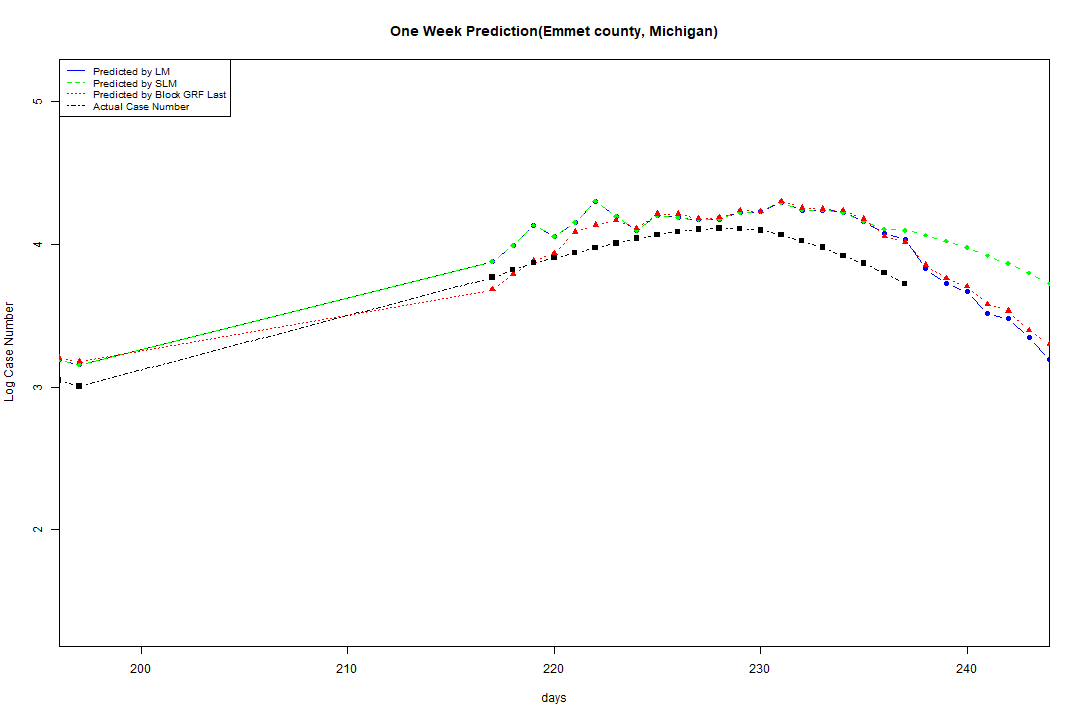 One Week Prediction(Emmet county, Michigan)
Predicted by LM
Predicted by SLM
Predicted by Block GRF Last
Actual Case Number
5
4
3
2
Log Case Number
200 210 220 230 240
days